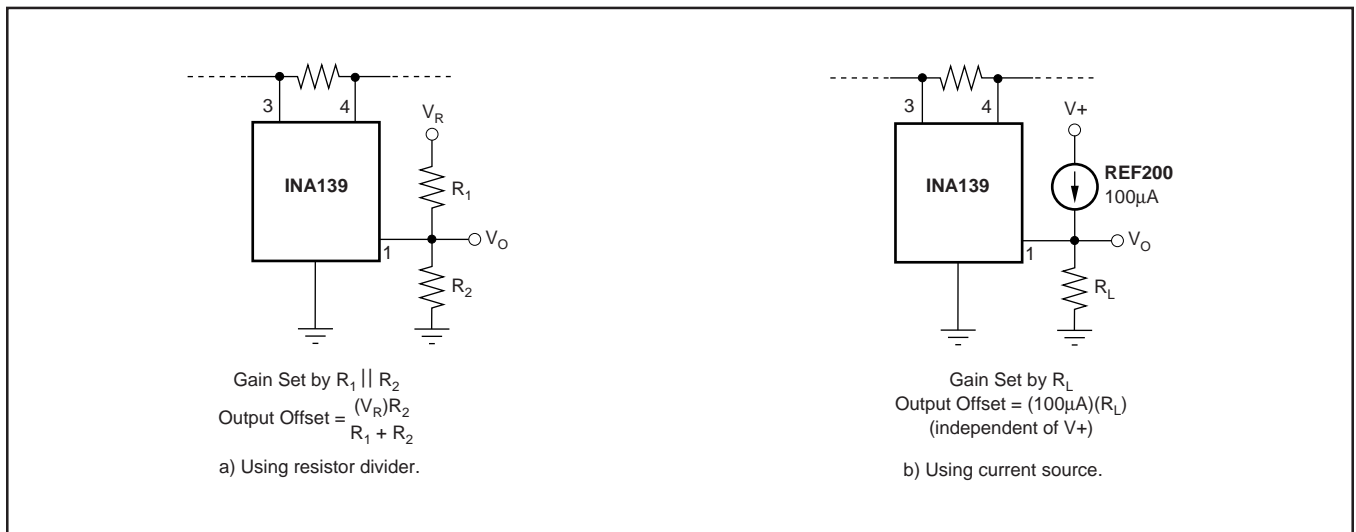 3 4
V_R
INA139
R_1
1
V_O
R_2
Gain Set by R_1 || R_2
Output Offset = (V_R)R_2
R_1 + R_2
a) Using resistor divider.
3 4
V+
INA139
REF200
100μA
1
V_O
R_L
Gain Set by R_L
Output Offset = (100μA)(R_L)
(independent of V+)
b) Using current source.